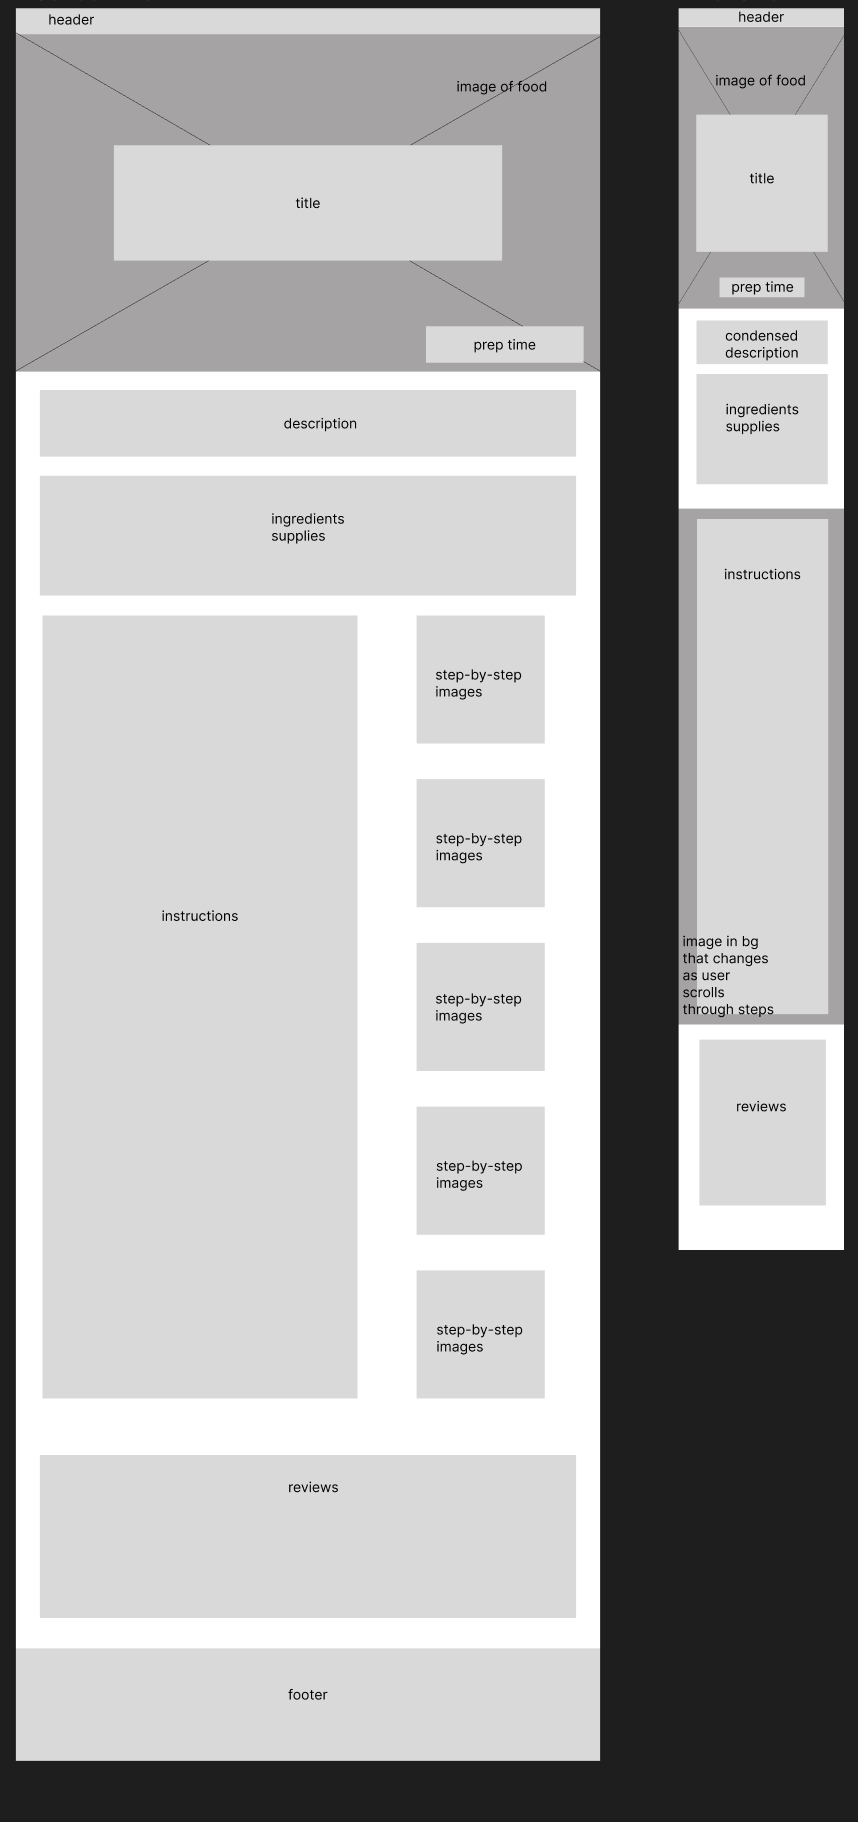 header
image of food
title
prep time
description
ingredients
supplies
instructions
step-by-step
images
step-by-step
images
step-by-step
images
step-by-step
images
step-by-step
images
reviews
footer
header
image of food
title
prep time
condensed
description
ingredients
supplies
instructions
image in bg
that changes
as user
scrolls
through steps
reviews